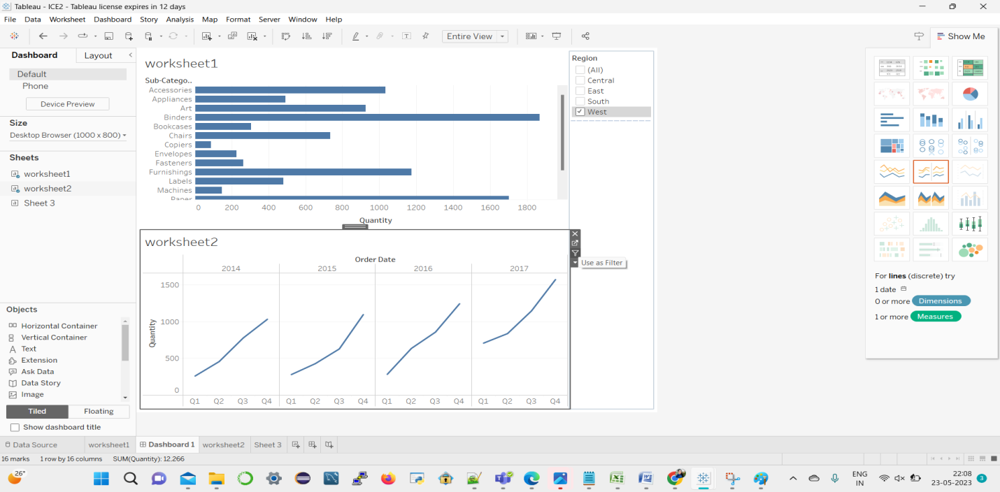 Tableau - ICE2 - Tableau license expires in 12 days
File Data Worksheet Dashboard Story Analysis Map Format Server Window Help
Entire View
Show Me
Dashboard Layout
Default
Phone
Device Preview
Size
Desktop Browser (1000 x 800)
Sheets
worksheet1
worksheet2
Sheet 3
Objects
Horizontal Container
Vertical Container
Text
Extension
Ask Data
Data Story
Image
Tiled Floating
Show dashboard title
worksheet1
Sub-Catego..
Accessories
Appliances
Art
Binders
Bookcases
Chairs
Copiers
Envelopes
Fasteners
Furnishings
Labels
Machines
Paper
0 200 400 600 800 1000 1200 1400 1600 1800
Quantity
Region
(All)
Central
East
South
West
worksheet2
Use as Filter
Order Date
2014 2015 2016 2017
1500
1000
500
0
Quantity
Q1 Q2 Q3 Q4 Q1 Q2 Q3 Q4 Q1 Q2 Q3 Q4 Q1 Q2 Q3 Q4
For lines (discrete) try
1 date
0 or more Dimensions
1 or more Measures
Data Source worksheet1 Dashboard 1 worksheet2 Sheet 3
16 marks 1 row by 16 columns SUM(Quantity): 12,266
26°
ENG
IN
22:08
23-05-2023
3